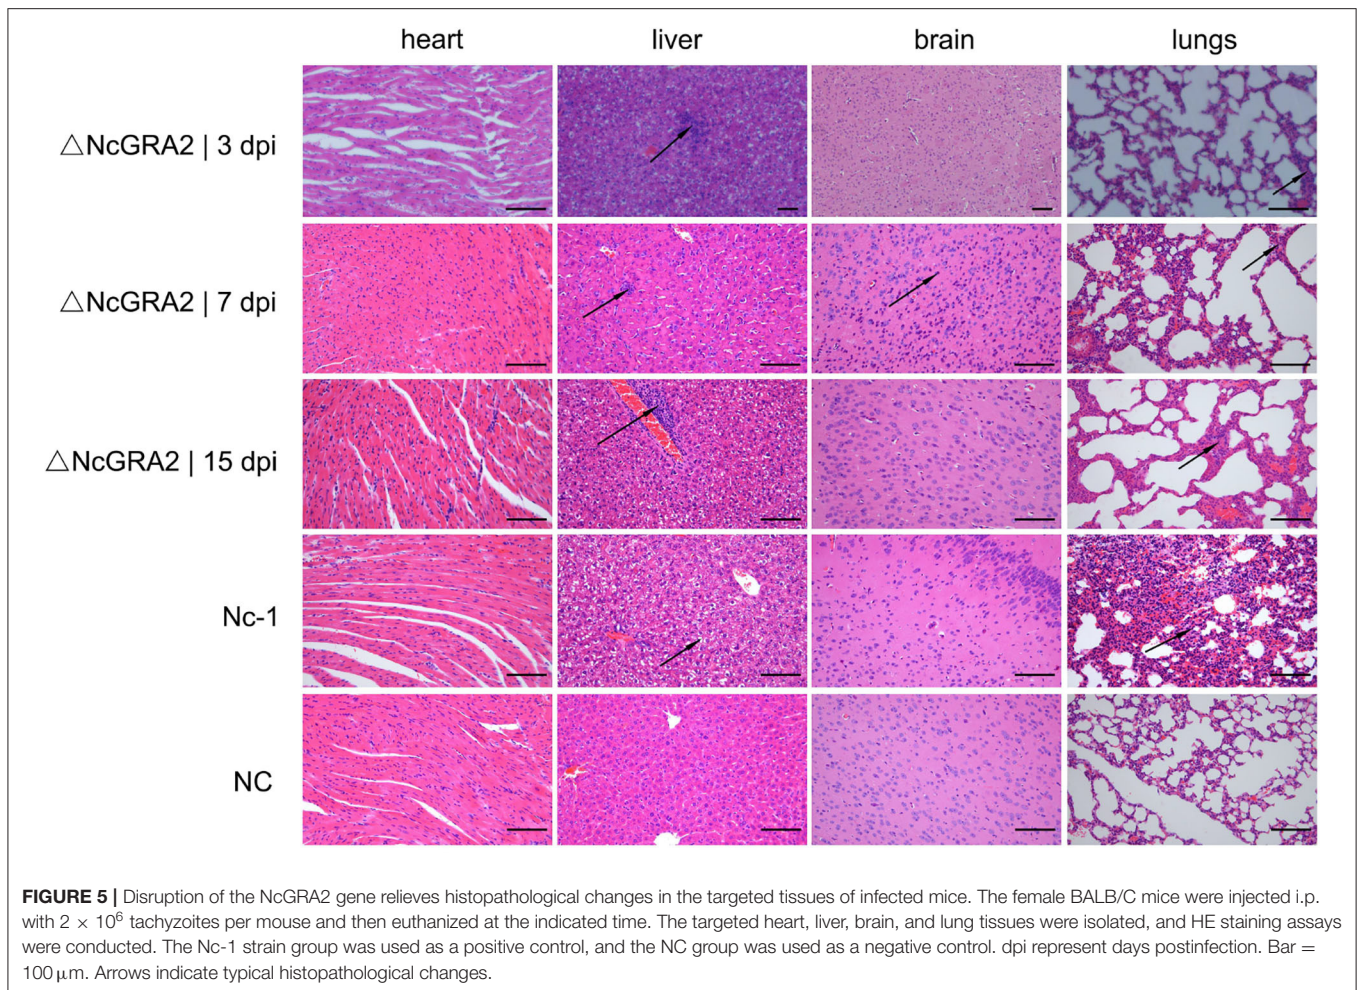 heart liver brain lungs
△NcGRA2 | 3 dpi
△NcGRA2 | 7 dpi
△NcGRA2 | 15 dpi
Nc-1
NC
FIGURE 5 | Disruption of the NcGRA2 gene relieves histopathological changes in the targeted tissues of infected mice. The female BALB/C mice were injected i.p.
with 2 × 10⁶ tachyzoites per mouse and then euthanized at the indicated time. The targeted heart, liver, brain, and lung tissues were isolated, and HE staining assays
were conducted. The Nc-1 strain group was used as a positive control, and the NC group was used as a negative control. dpi represent days postinfection. Bar =
100 μm. Arrows indicate typical histopathological changes.